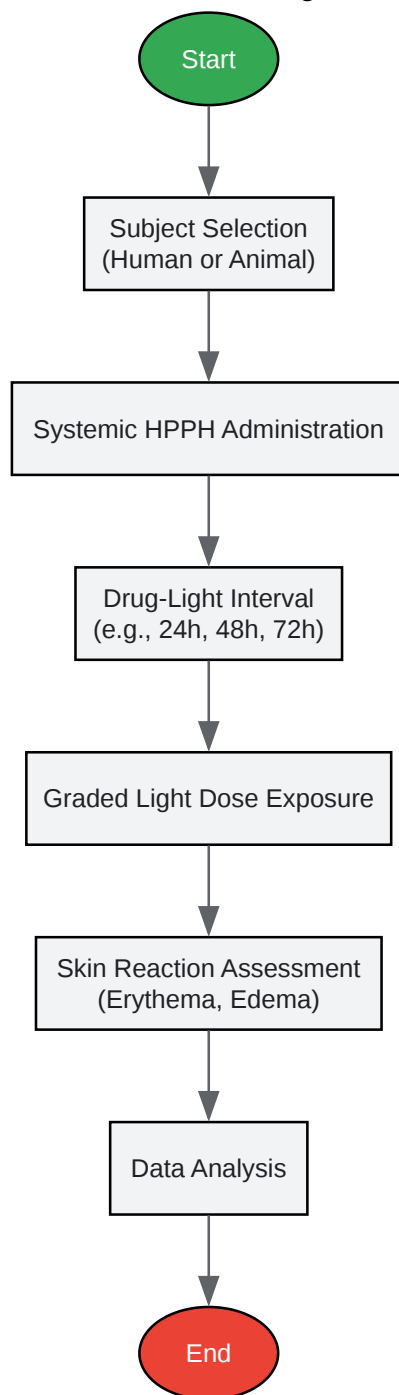 Start
Subject Selection
(Human or Animal)
Systemic HPPH Administration
Drug-Light Interval
(e.g., 24h, 48h, 72h)
Graded Light Dose Exposure
Skin Reaction Assessment
(Erythema, Edema)
Data Analysis
End